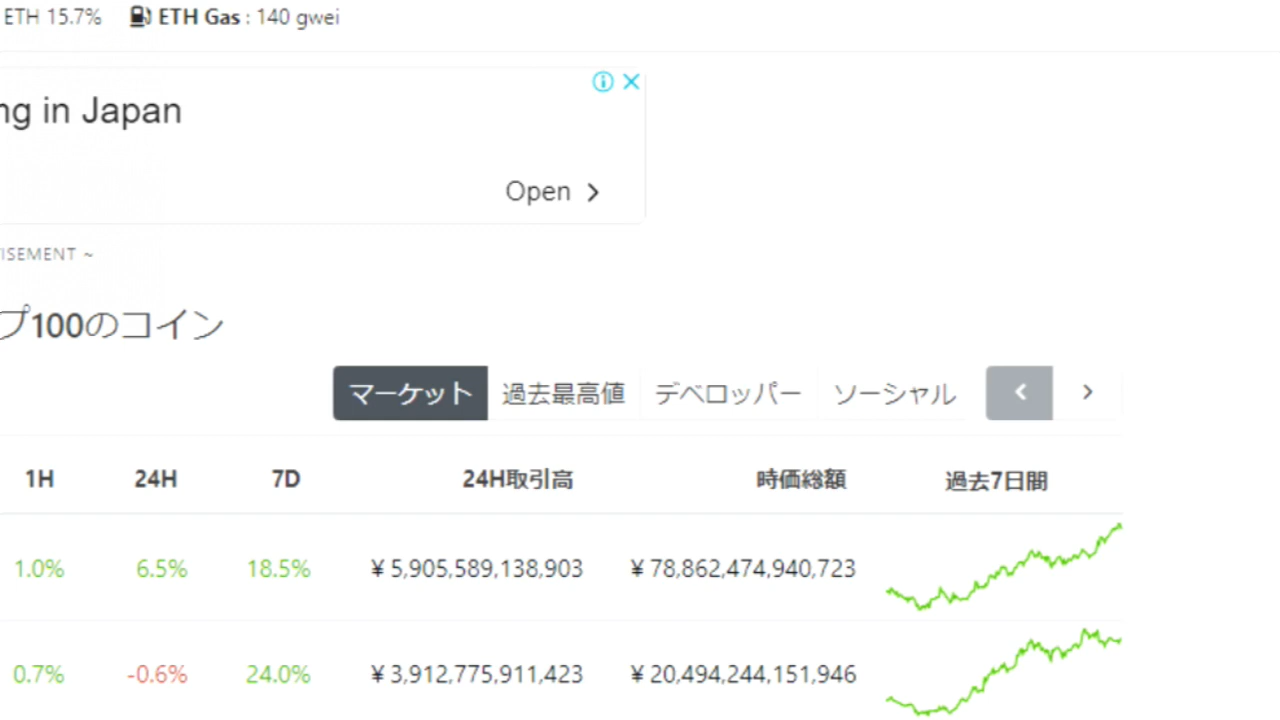 ETH 15.7% ETH Gas : 140 gwei
ng in Japan
Open
ISEMENT ~
プ100のコイン
マーケット 過去最高値 デベロッパー ソーシャル
1H 24H 7D 24H取引高 時価総額 過去7日間
1.0% 6.5% 18.5% ¥5,905,589,138,903 ¥78,862,474,940,723
0.7% -0.6% 24.0% ¥3,912,775,911,423 ¥20,494,244,151,946